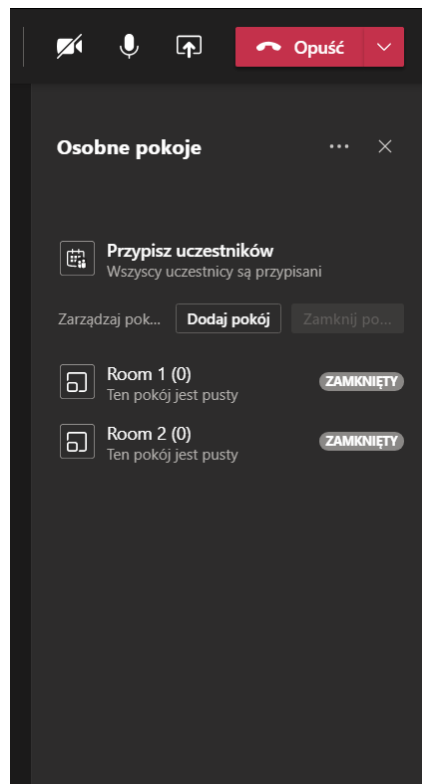 Opuść
Osobne pokoje
Przypisz uczestników
Wszyscy uczestnicy są przypisani
Zarządzaj pok... Dodaj pokój Zamknij po...
Room 1 (0)
ZAMKNIĘTY
Ten pokój jest pusty
Room 2 (0)
ZAMKNIĘTY
Ten pokój jest pusty